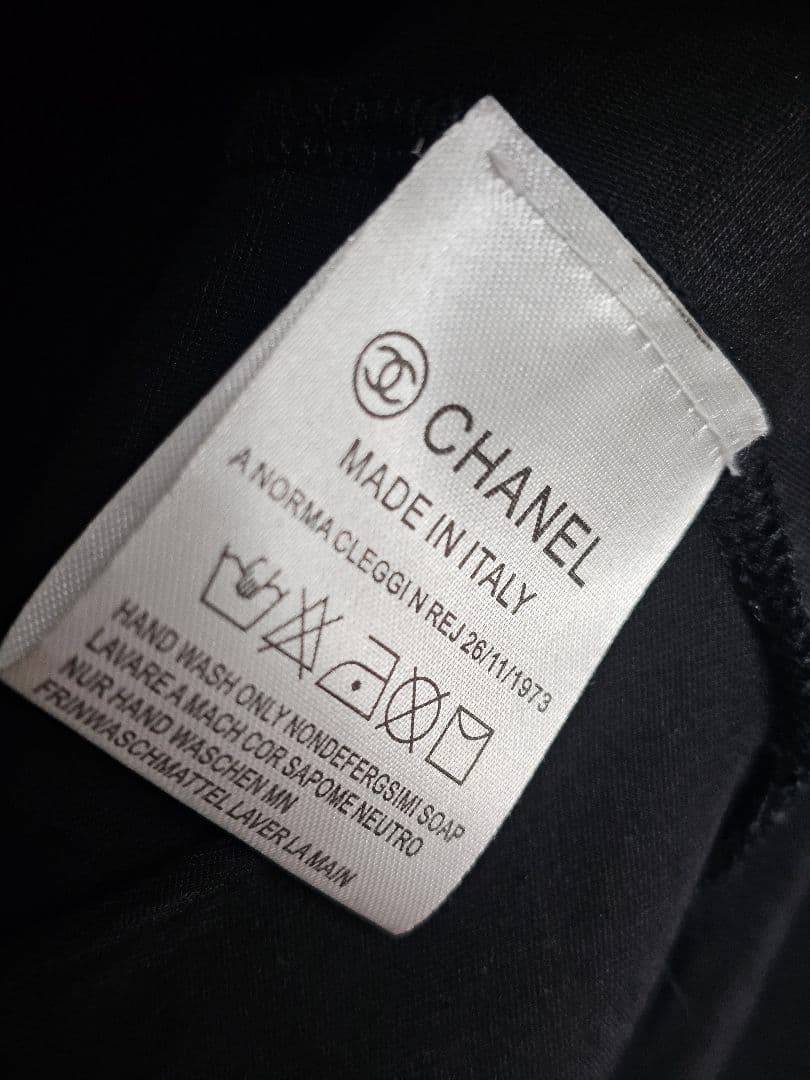 CHANEL
MADE IN ITALY
A NORMA CLEGGI N REJ 26/11/1973
HAND WASH ONLY NONDEFERGSIMI SOAP
LAVARE A MACH COR SAPOME NEUTRO
NUR HAND WASCHEN MN
FRINWASCHMATTEL LAVER LA MAIN